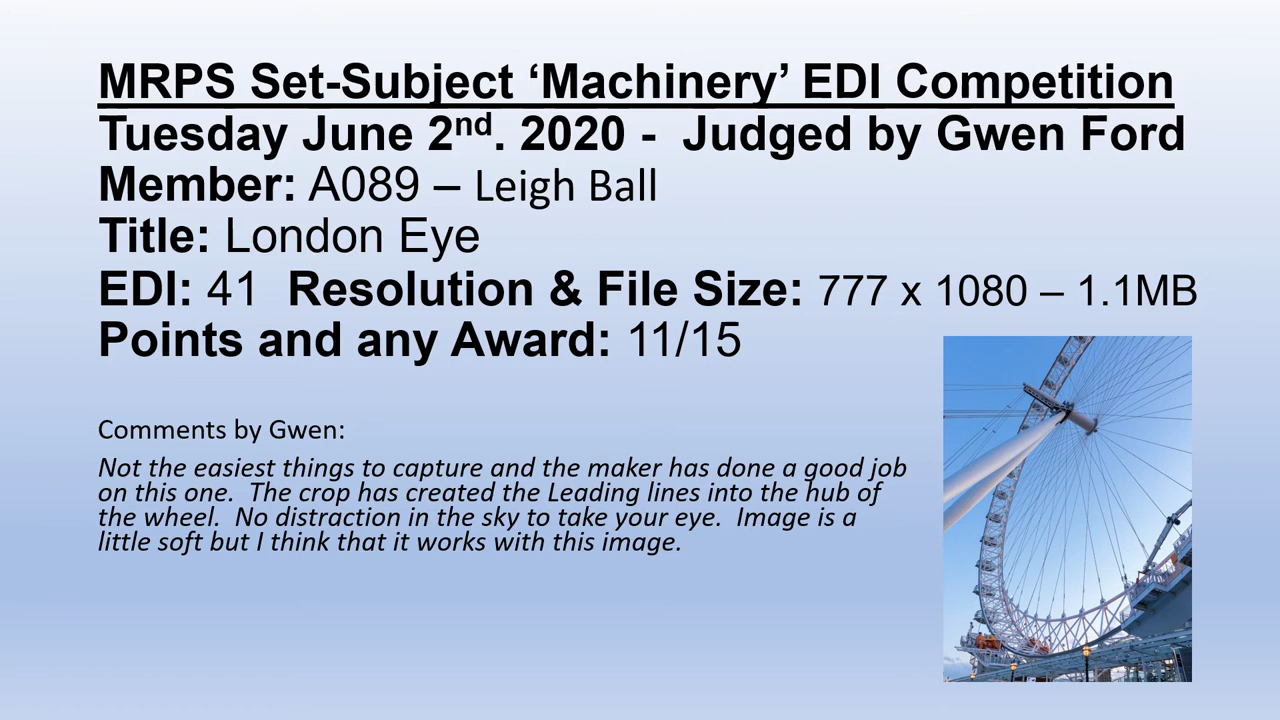 MRPS Set-Subject ‘Machinery’ EDI Competition
Tuesday June 2nd. 2020 -  Judged by Gwen Ford
Member: A089 – Leigh Ball
Title: London Eye
EDI: 41  Resolution & File Size: 777 x 1080 – 1.1MB
Points and any Award: 11/15
Comments by Gwen:
Not the easiest things to capture and the maker has done a good job
on this one.  The crop has created the Leading lines into the hub of
the wheel.  No distraction in the sky to take your eye.  Image is a
little soft but I think that it works with this image.